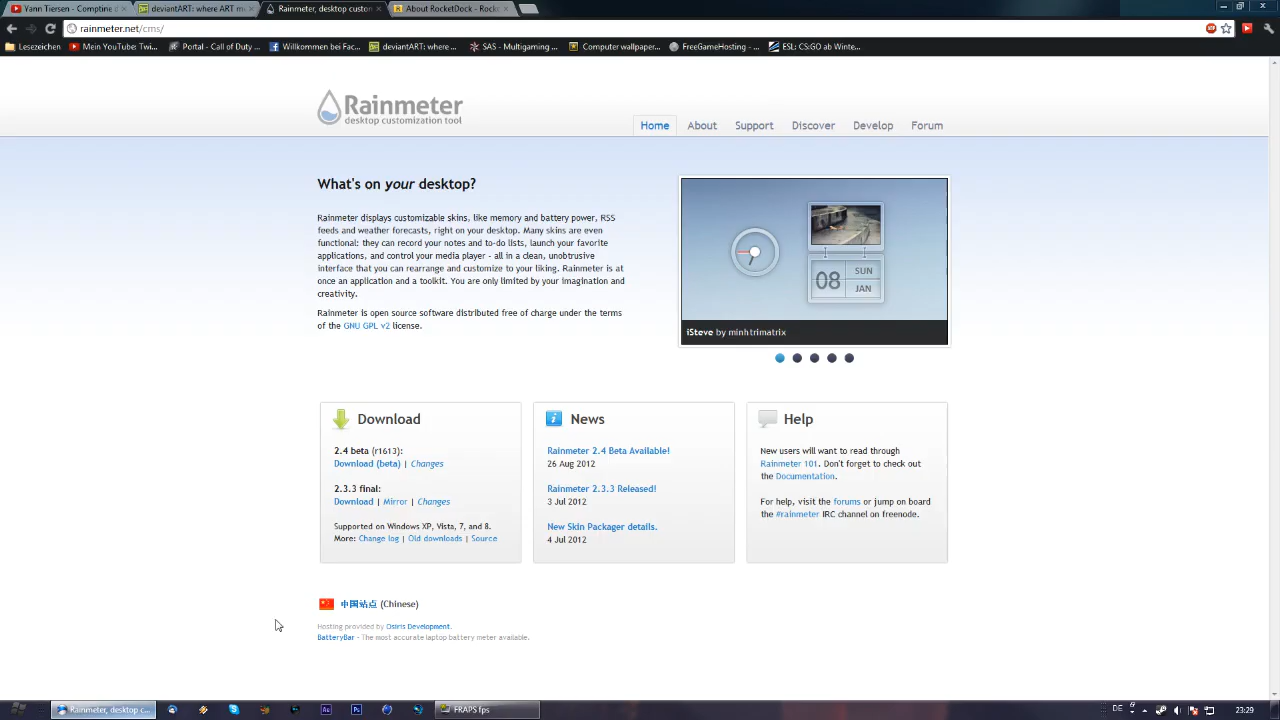 Yann Tiersen - Comptine d
deviantART: where ART m
Rainmeter, desktop custom
About RocketDock - Rock
rainmeter.net/cms/
Lesezeichen
Mein YouTube: Twi...
Portal - Call of Duty ...
Willkommen bei Fac...
deviantART: where ...
SAS - Multigaming ...
Computer wallpaper...
FreeGameHosting - ...
ESL: CS:GO ab Winte...
Rainmeter
desktop customization tool
Home
About
Support
Discover
Develop
Forum
What's on your desktop?
Rainmeter displays customizable skins, like memory and battery power, RSS
feeds and weather forecasts, right on your desktop. Many skins are even
functional: they can record your notes and to-do lists, launch your favorite
applications, and control your media player - all in a clean, unobtrusive
interface that you can rearrange and customize to your liking. Rainmeter is at
once an application and a toolkit. You are only limited by your imagination and
creativity.
Rainmeter is open source software distributed free of charge under the terms
of the GNU GPL v2 license.
08
SUN
JAN
iSteve by minhtrimatrix
Download
2.4 beta (r1613):
Download (beta) | Changes
2.3.3 final:
Download | Mirror | Changes
Supported on Windows XP, Vista, 7, and 8.
More: Change log | Old downloads | Source
News
Rainmeter 2.4 Beta Available!
26 Aug 2012
Rainmeter 2.3.3 Released!
3 Jul 2012
New Skin Packager details.
4 Jul 2012
Help
New users will want to read through
Rainmeter 101. Don't forget to check out
the Documentation.
For help, visit the forums or jump on board
the #rainmeter IRC channel on freenode.
中国站点 (Chinese)
Hosting provided by Osiris Development.
BatteryBar - The most accurate laptop battery meter available.
Rainmeter, desktop c...
Au
Ps
FRAPS fps
DE
23:29